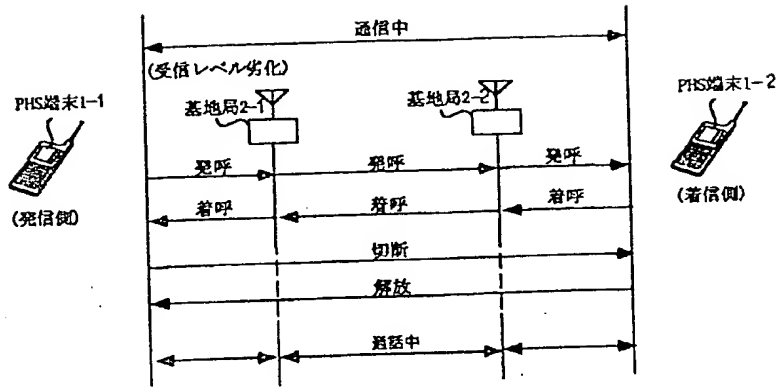 通信中
(受信レベル劣化)
PHS端末1-1
基地局2-1
基地局2-2
PHS端末1-2
発呼
発呼
発呼
着呼
着呼
着呼
(発信側)
(着信側)
切断
解放
通話中